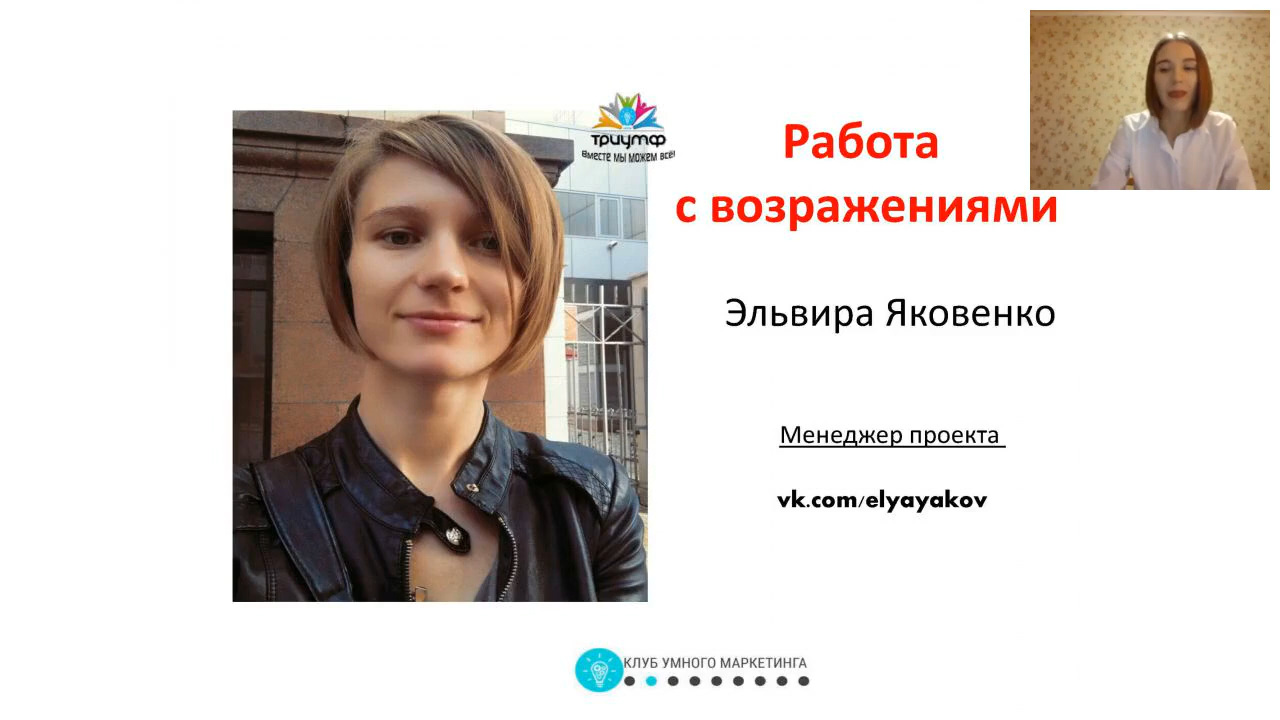 ТРИУМФ
Вместе мы можем всё!
Работа
с возражениями
Эльвира Яковенко
Менеджер проекта
vk.com/elyayakov
КЛУБ УМНОГО МАРКЕТИНГА